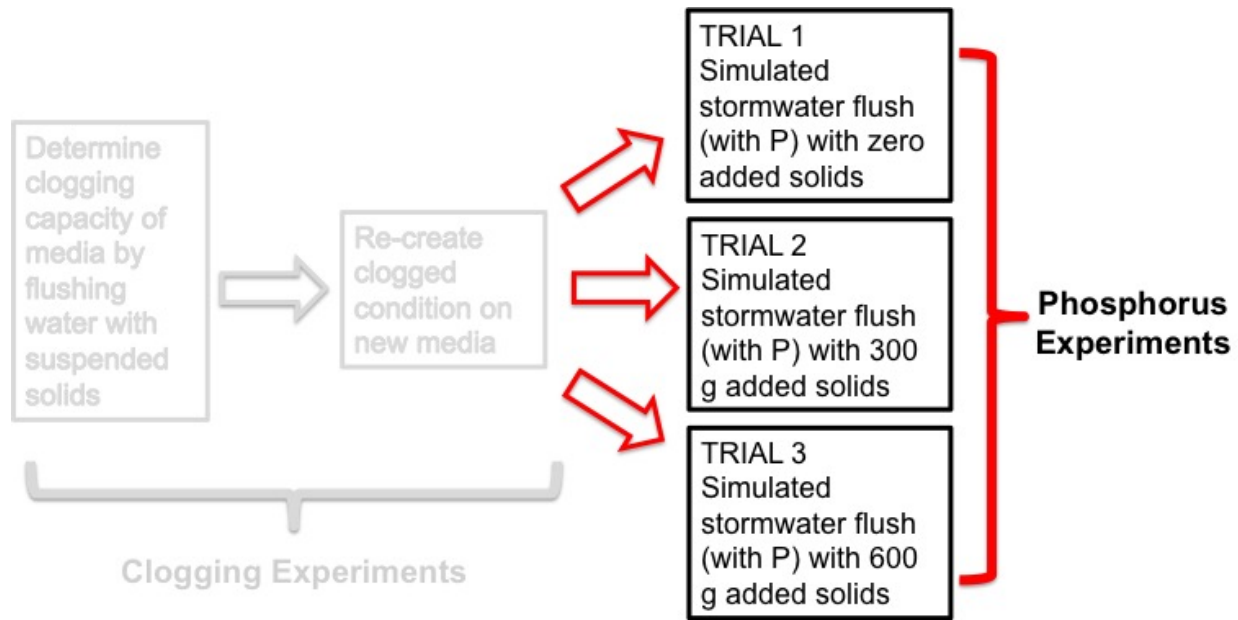 Determine
clogging
capacity of
media by
flushing
water with
suspended
solids
Re-create
clogged
condition on
new media
Clogging Experiments
TRIAL 1
Simulated
stormwater flush
(with P) with zero
added solids
TRIAL 2
Simulated
stormwater flush
(with P) with 300
g added solids
TRIAL 3
Simulated
stormwater flush
(with P) with 600
g added solids
Phosphorus
Experiments